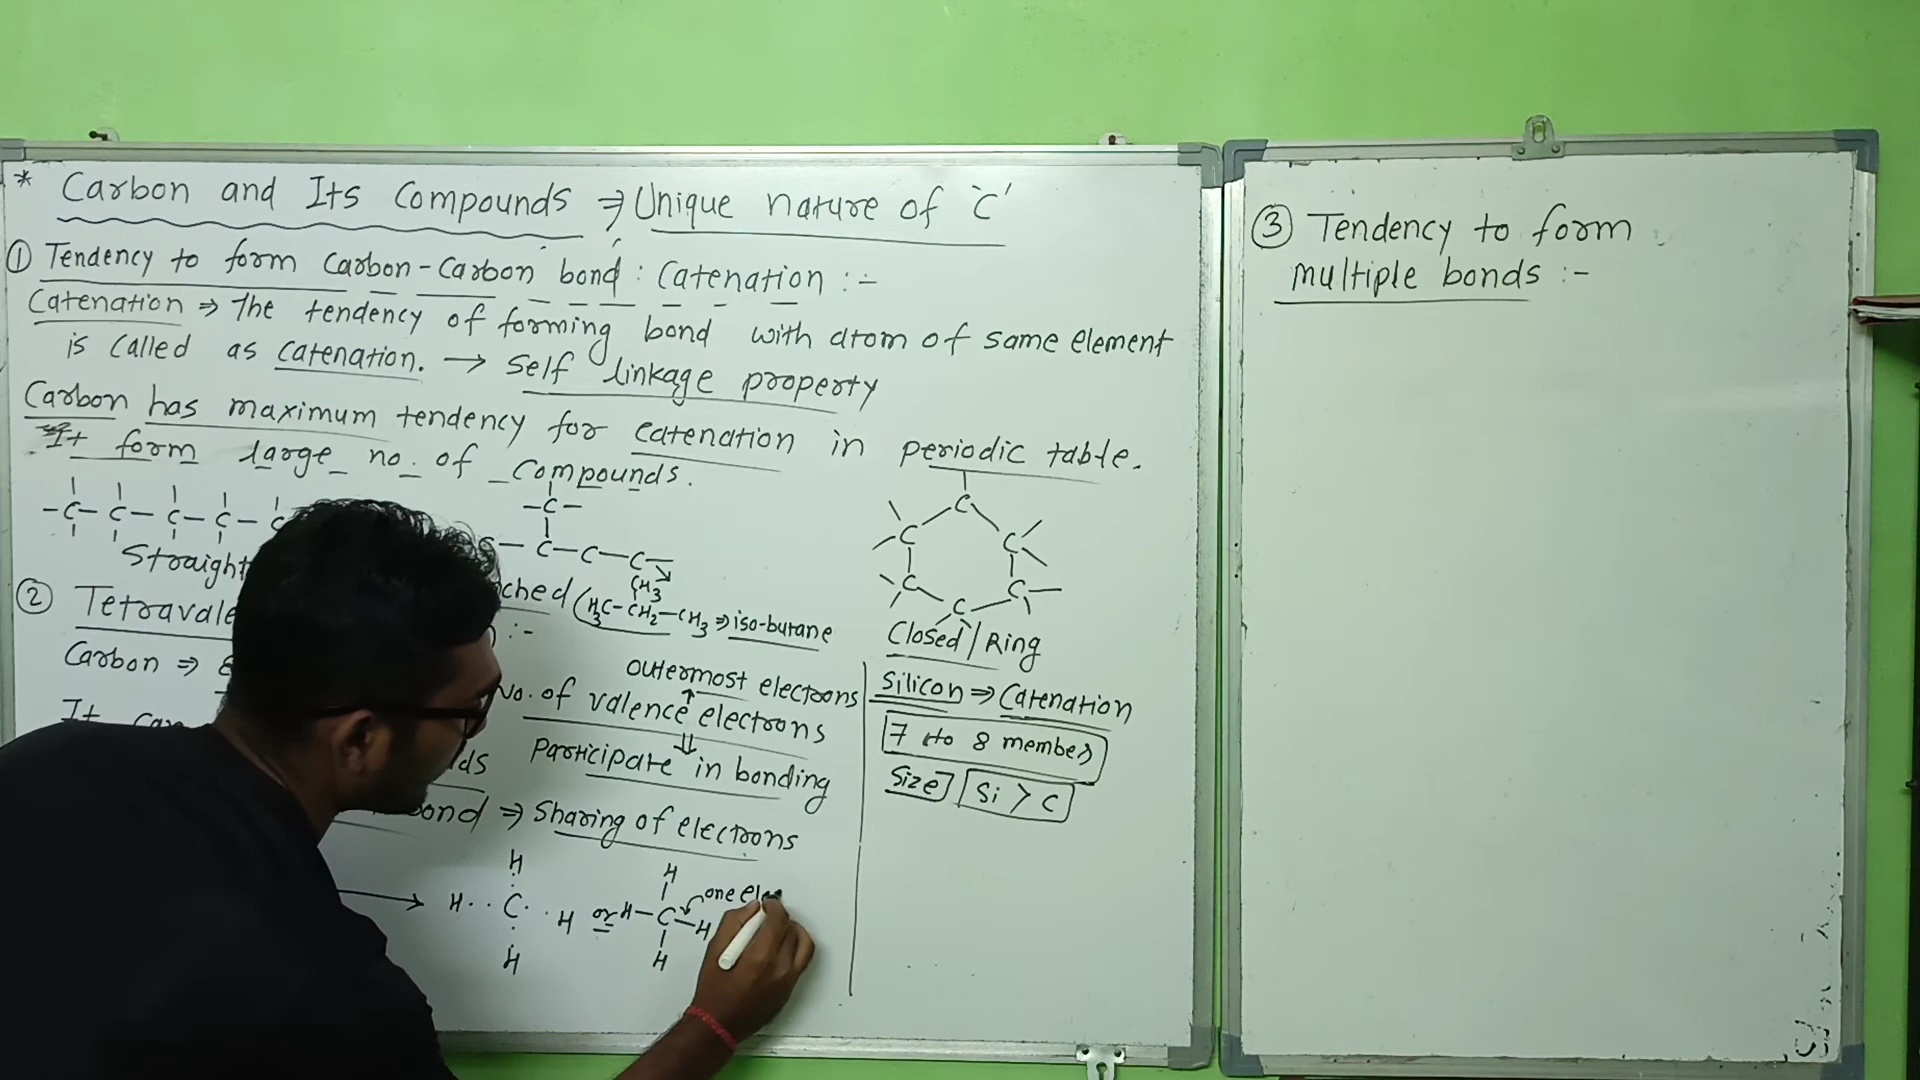 * Carbon and Its Compounds ⇒ Unique nature of 'C'
① Tendency to form Carbon-Carbon bond : Catenation :-
Catenation ⇒ The tendency of forming bond with atom of same element
is called as catenation. → Self linkage property
Carbon has maximum tendency for catenation in periodic table.
It form large no. of compounds.
-C-C-C-C-C
Straight
-C-
-C-C-C-
CH3
(H3C-CH2-CH3 ⇒ iso-butane
Closed/Ring
C
C C
C C
C
②
Carbon ⇒
:-
outermost electrons
No. of valence electrons
It can
Participate in bonding
bond ⇒ Sharing of electrons
H
H·· C ·· H or H-C-H
H
H
H
one ele
Silicon ⇒ Catenation
7 to 8 member
Size] Si > C
③ Tendency to form
multiple bonds :-